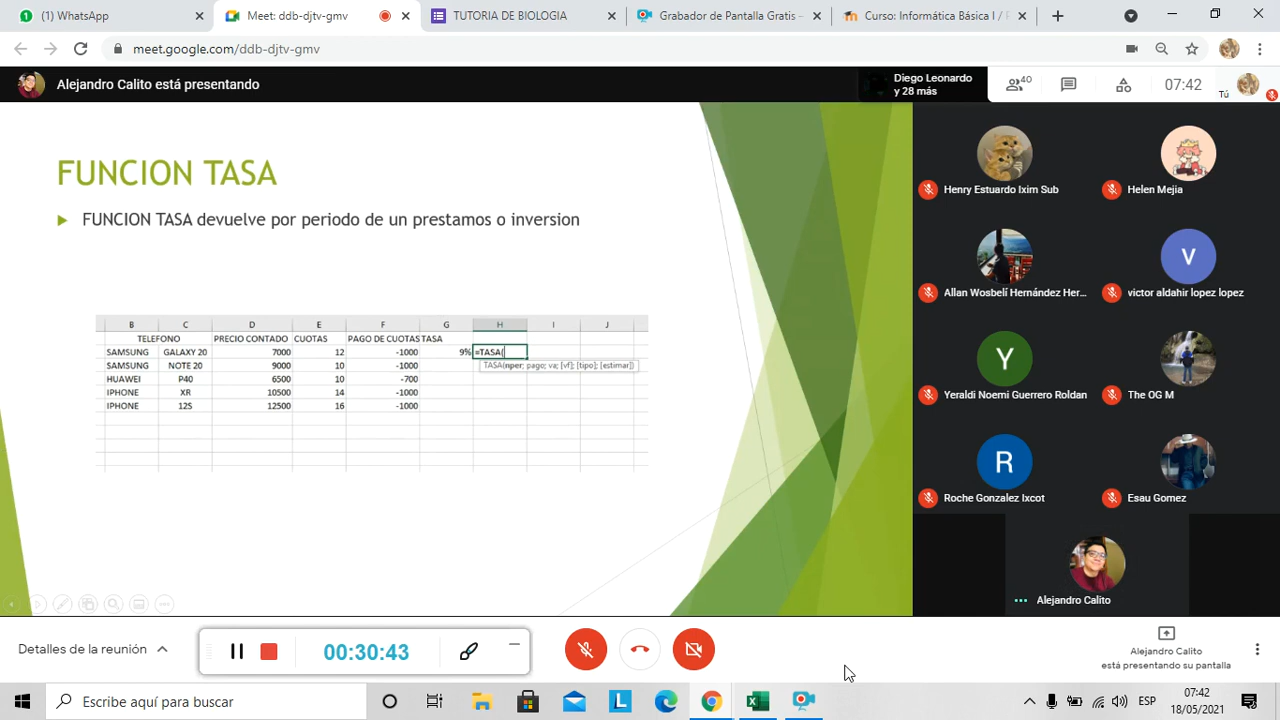 (1) WhatsApp
Meet: ddb-djtv-gmv
TUTORIA DE BIOLOGIA
Grabador de Pantalla Gratis –
Curso: Informática Básica I / P
meet.google.com/ddb-djtv-gmv
Alejandro Calito está presentando
Diego Leonardo
y 28 más
40
07:42
Tú
FUNCION TASA
FUNCION TASA devuelve por periodo de un prestamos o inversion
B C D E F G H I J
TELEFONO PRECIO CONTADO CUOTAS PAGO DE CUOTAS TASA
SAMSUNG GALAXY 20 7000 12 -1000 9% =TASA(
SAMSUNG NOTE 20 9000 10 -1000
TASA(nper; pago; va; [vf]; [tipo]; [estimar])
HUAWEI P40 6500 10 -700
IPHONE XR 10500 14 -1000
IPHONE 12S 12500 16 -1000
Henry Estuardo Ixim Sub
Helen Mejia
Allan Wosbelí Hernández Her...
V
victor aldahir lopez lopez
Y
Yeraldi Noemi Guerrero Roldan
The OG M
R
Roche Gonzalez Ixcot
Esau Gomez
Alejandro Calito
Detalles de la reunión
00:30:43
Alejandro Calito
está presentando su pantalla
Escribe aquí para buscar
L
ESP
07:42
18/05/2021